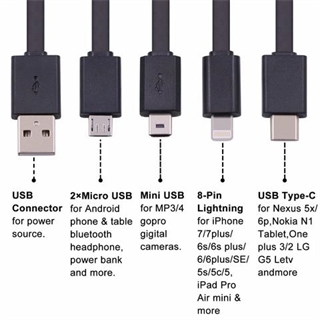 USB
Connector
for power
source.
2×Micro USB
for Android
phone & table
bluetooth
headphone,
power bank
and more.
Mini USB
for MP3/4
gopro
gigital
cameras.
8-Pin
Lightning
for iPhone
7/7plus/
6s/6s plus/
6/6plus/SE/
5s/5c/5,
iPad Pro
Air mini &
more
USB Type-C
for Nexus 5x/
6p,Nokia N1
Tablet,One
plus 3/2 LG
G5 Letv
andmore